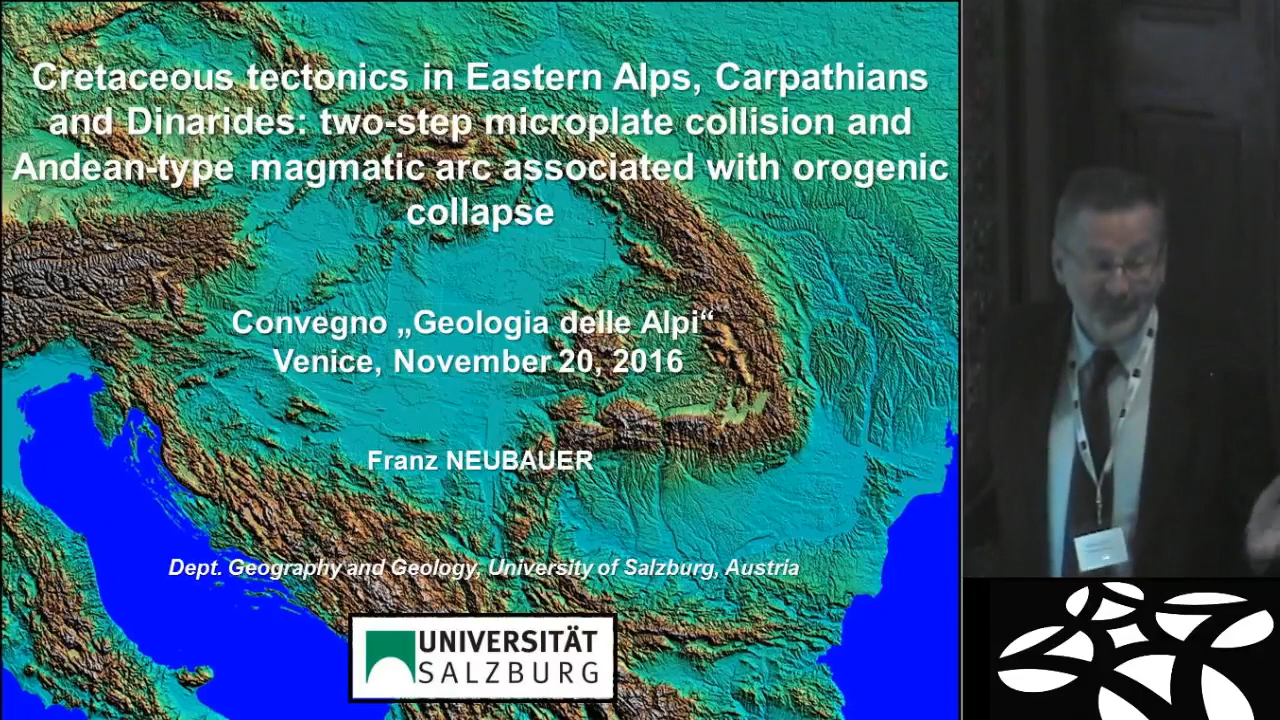 Cretaceous tectonics in Eastern Alps, Carpathians
and Dinarides: two-step microplate collision and
Andean-type magmatic arc associated with orogenic
collapse
Convegno „Geologia delle Alpi“
Venice, November 20, 2016
Franz NEUBAUER
Dept. Geography and Geology, University of Salzburg, Austria
UNIVERSITÄT
SALZBURG